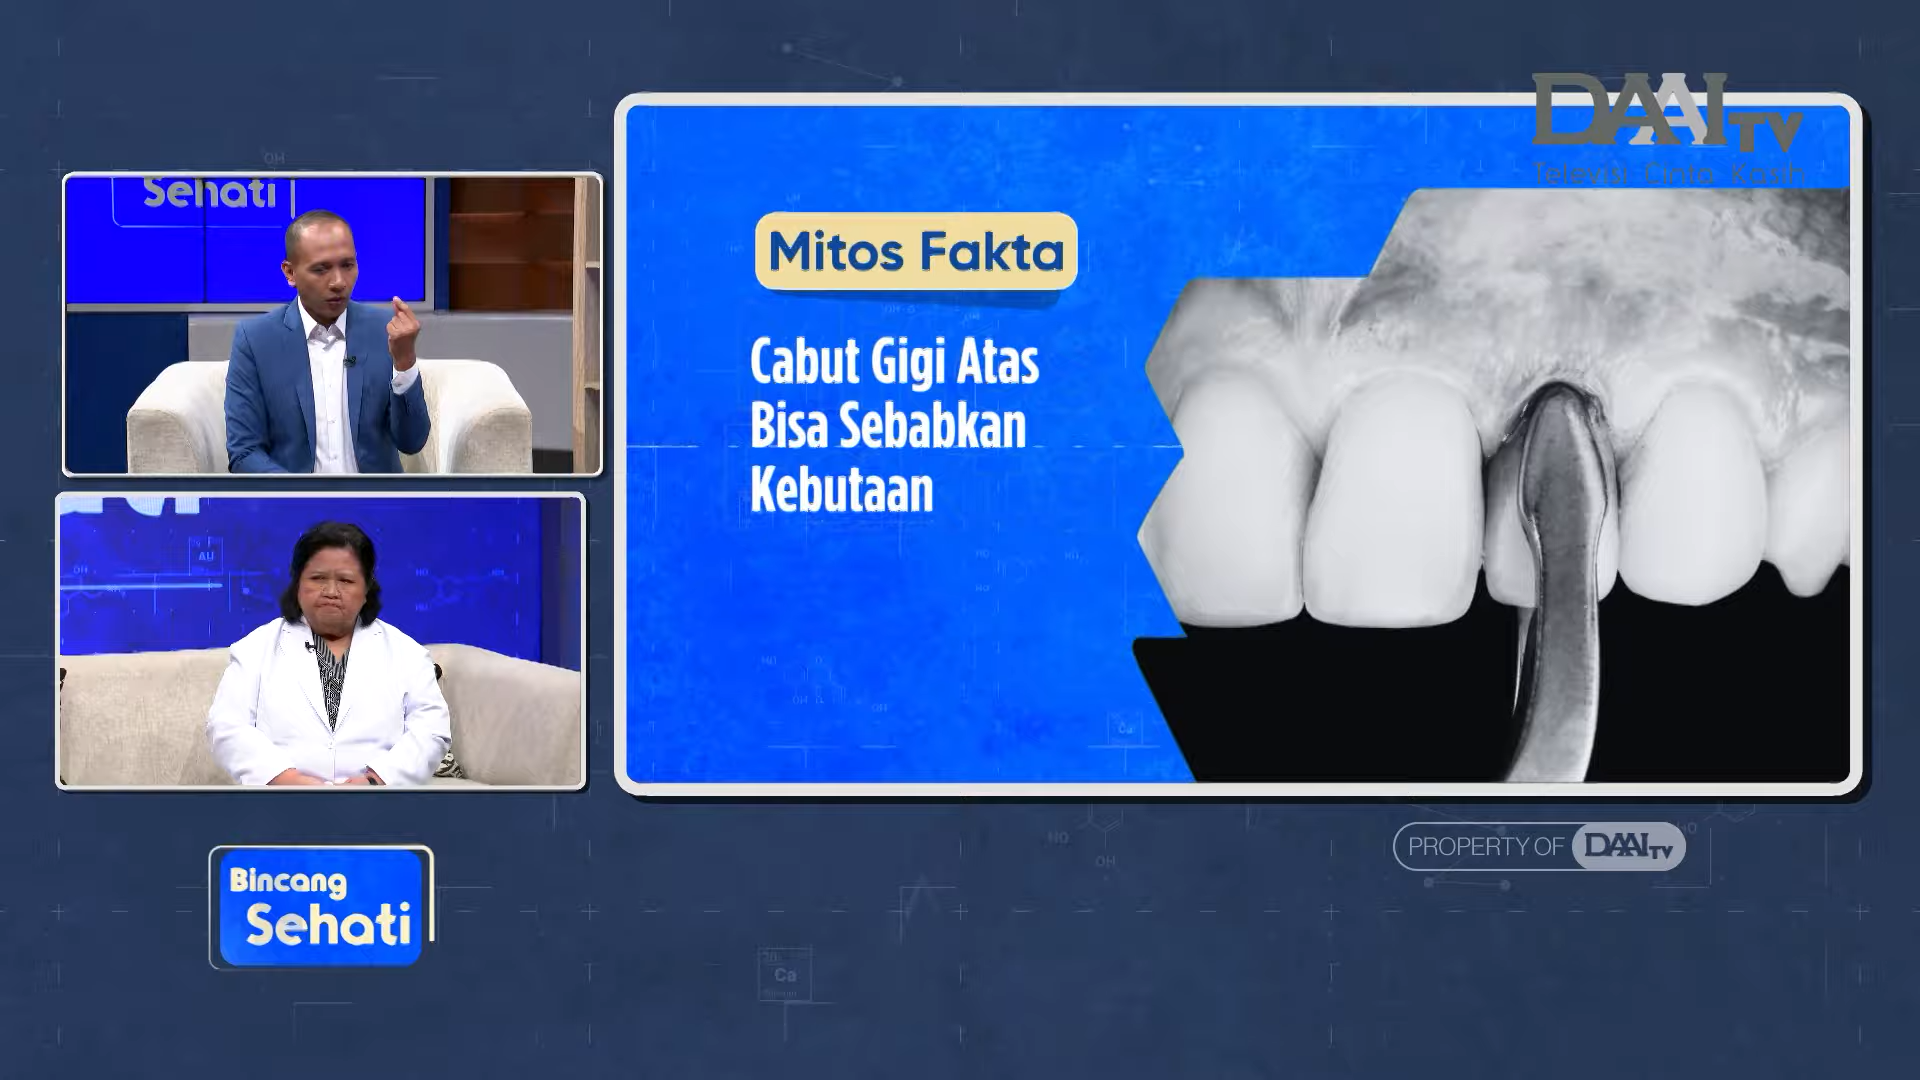 DAAI TV
Televisi Cinta Kasih
Sehati
Mitos Fakta
Cabut Gigi Atas
Bisa Sebabkan
Kebutaan
PROPERTY OF DAAI TV
Bincang
Sehati
Ca